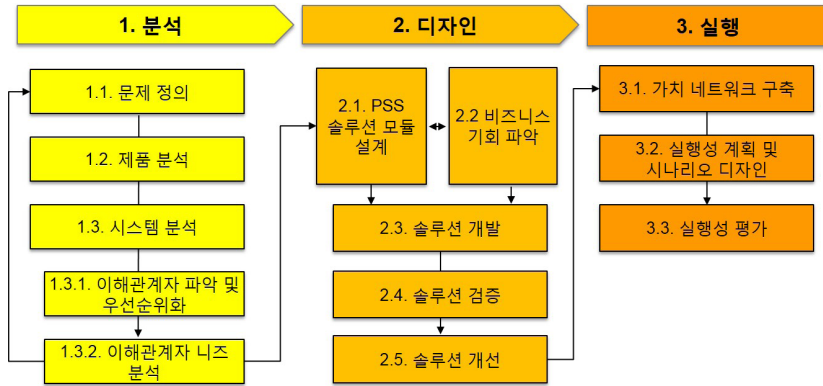 1. 분석
2. 디자인
3. 실행
1.1. 문제 정의
1.2. 제품 분석
1.3. 시스템 분석
1.3.1. 이해관계자 파악 및
우선순위화
1.3.2. 이해관계자 니즈
분석
2.1. PSS
솔루션 모듈
설계
2.2 비즈니스
기회 파악
2.3. 솔루션 개발
2.4. 솔루션 검증
2.5. 솔루션 개선
3.1. 가치 네트워크 구축
3.2. 실행성 계획 및
시나리오 디자인
3.3. 실행성 평가